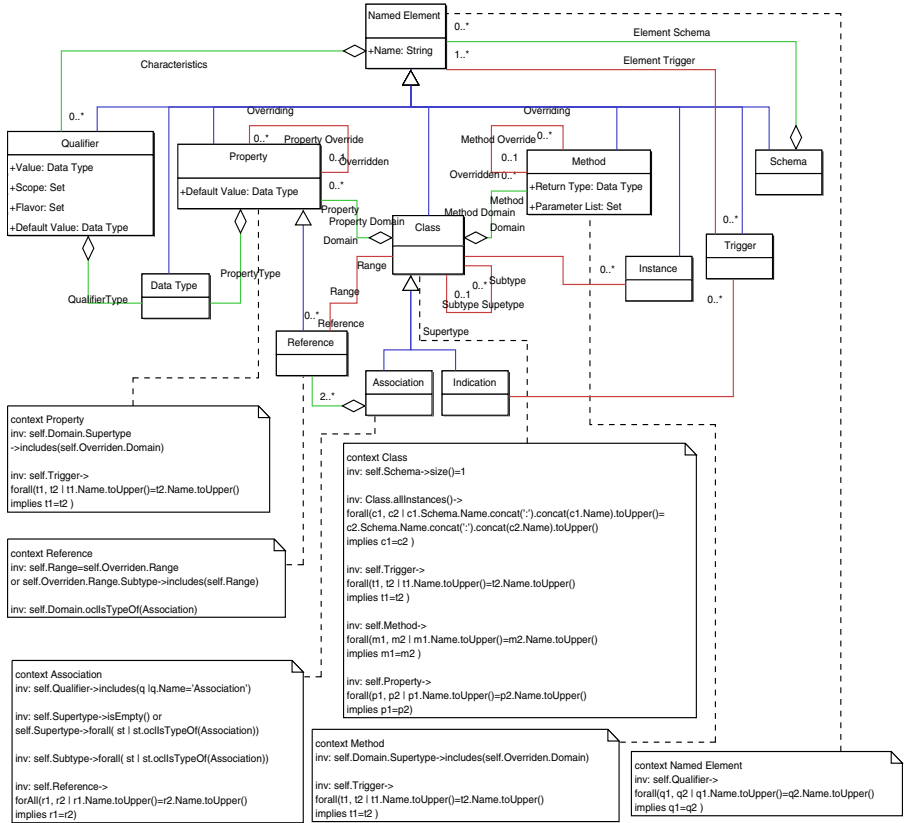 Named Element
+Name: String
0..*
1..*
Element Schema
Element Trigger
Characteristics
0..*
Overriding
Overriding
Qualifier
+Value: Data Type
+Scope: Set
+Flavor: Set
+Default Value: Data Type
0..*
Property Override
0..1
Overridden
Property
+Default Value: Data Type
0..*
Property
Property Domain
Domain
Method Override
0..*
0..1
Overridden
0..*
Method
+Return Type: Data Type
+Parameter List: Set
Method
Method Domain
Domain
Schema
Class
0..*
Trigger
Data Type
PropertyType
QualifierType
Range
Range
0..*
Subtype
0..1
Subtype Supetype
0..*
Instance
0..*
0..*
Reference
Reference
Supertype
Association
Indication
2..*
context Property
inv: self.Domain.Supertype
->includes(self.Overriden.Domain)
inv: self.Trigger->
forall(t1, t2 | t1.Name.toUpper()=t2.Name.toUpper()
implies t1=t2 )
context Reference
inv: self.Range=self.Overriden.Range
or self.Overriden.Range.Subtype->includes(self.Range)
inv: self.Domain.oclIsTypeOf(Association)
context Class
inv: self.Schema->size()=1
inv: Class.allInstances()->
forall(c1, c2 | c1.Schema.Name.concat(':').concat(c1.Name).toUpper()=
c2.Schema.Name.concat(':').concat(c2.Name).toUpper()
implies c1=c2 )
inv: self.Trigger->
forall(t1, t2 | t1.Name.toUpper()=t2.Name.toUpper()
implies t1=t2 )
inv: self.Method->
forall(m1, m2 | m1.Name.toUpper()=m2.Name.toUpper()
implies m1=m2 )
inv: self.Property->
forall(p1, p2 | p1.Name.toUpper()=p2.Name.toUpper()
implies p1=p2)
context Association
inv: self.Qualifier->includes(q |q.Name='Association')
inv: self.Supertype->isEmpty() or
self.Supertype->forall( st | st.oclIsTypeOf(Association))
inv: self.Subtype->forall( st | st.oclIsTypeOf(Association))
inv: self.Reference->
forAll(r1, r2 | r1.Name.toUpper()=r2.Name.toUpper()
implies r1=r2)
context Method
inv: self.Domain.Supertype->includes(self.Overriden.Domain)
inv: self.Trigger->
forall(t1, t2 | t1.Name.toUpper()=t2.Name.toUpper()
implies t1=t2 )
context Named Element
inv: self.Qualifier->
forall(q1, q2 | q1.Name.toUpper()=q2.Name.toUpper()
implies q1=q2 )